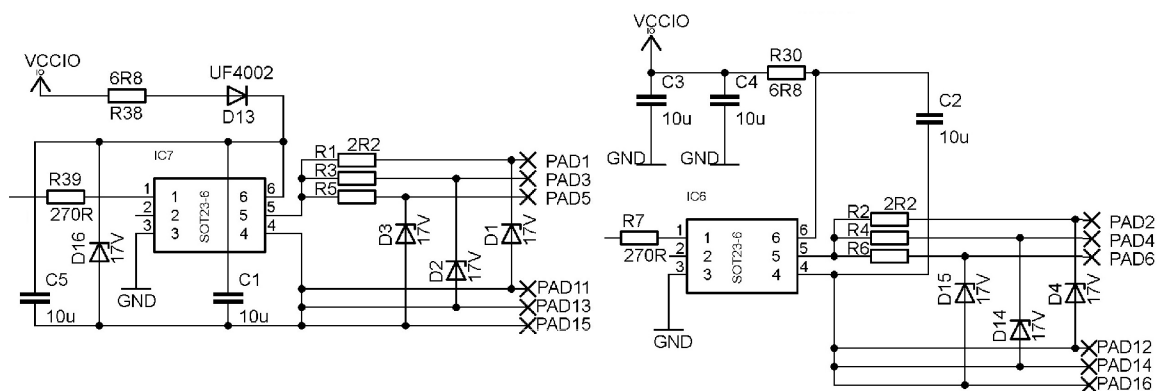 VCCIO
IO
6R8
R38
UF4002
D13
IC7
R39
270R
1
2
3
1
2
3
SOT23-6
6
5
4
6
5
4
R1
2R2
R3
R5
PAD1
PAD3
PAD5
D16
17V
D3
17V
D2
17V
D1
17V
GND
C5
10u
C1
10u
PAD11
PAD13
PAD15
VCCIO
IO
C3
10u
C4
10u
R30
6R8
C2
10u
GND
GND
IC6
R7
270R
1
2
3
1
2
3
SOT23-6
6
5
4
6
5
4
R2
2R2
R4
R6
PAD2
PAD4
PAD6
D15
17V
D14
17V
D4
17V
GND
PAD12
PAD14
PAD16